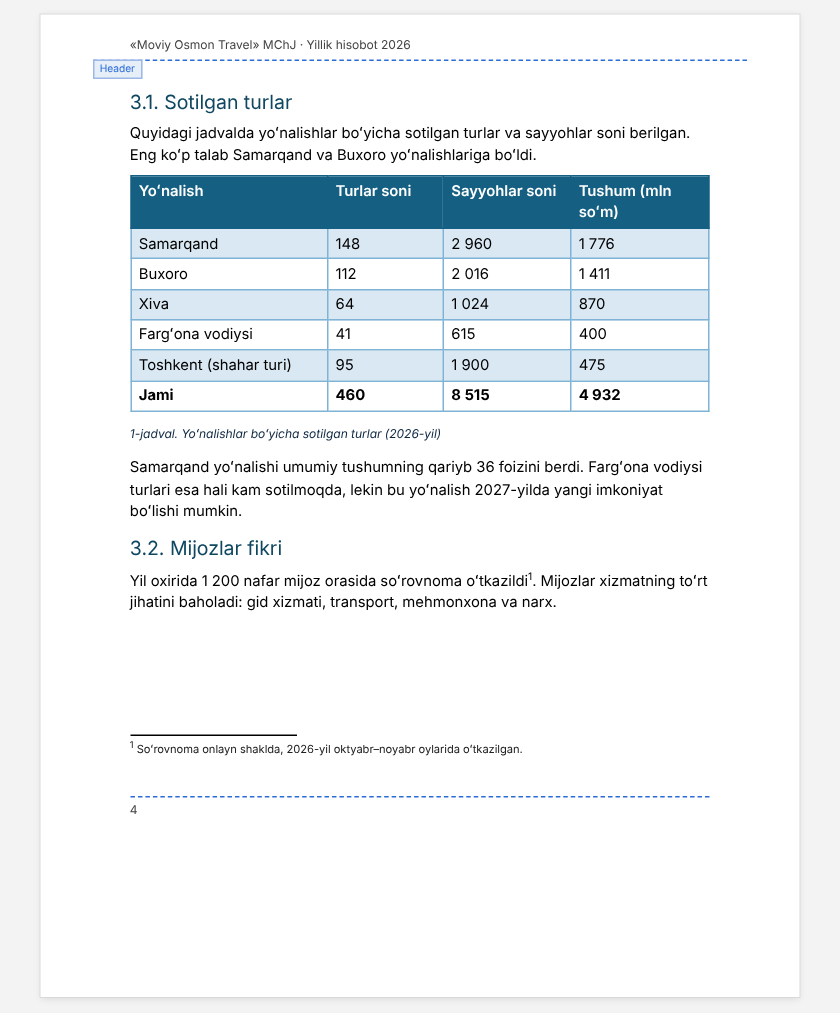 «Moviy Osmon Travel» MChJ · Yillik hisobot 2026
Header
3.1. Sotilgan turlar
Quyidagi jadvalda yoʻnalishlar boʻyicha sotilgan turlar va sayyohlar soni berilgan.
Eng koʻp talab Samarqand va Buxoro yoʻnalishlariga boʻldi.
Yoʻnalish Turlar soni Sayyohlar soni Tushum (mln
soʻm)
Samarqand 148 2 960 1 776
Buxoro 112 2 016 1 411
Xiva 64 1 024 870
Fargʻona vodiysi 41 615 400
Toshkent (shahar turi) 95 1 900 475
Jami 460 8 515 4 932
1-jadval. Yoʻnalishlar boʻyicha sotilgan turlar (2026-yil)
Samarqand yoʻnalishi umumiy tushumning qariyb 36 foizini berdi. Fargʻona vodiysi
turlari esa hali kam sotilmoqda, lekin bu yoʻnalish 2027-yilda yangi imkoniyat
boʻlishi mumkin.
3.2. Mijozlar fikri
Yil oxirida 1 200 nafar mijoz orasida soʻrovnoma oʻtkazildi¹. Mijozlar xizmatning toʻrt
jihatini baholadi: gid xizmati, transport, mehmonxona va narx.
¹ Soʻrovnoma onlayn shaklda, 2026-yil oktyabr–noyabr oylarida oʻtkazilgan.
4